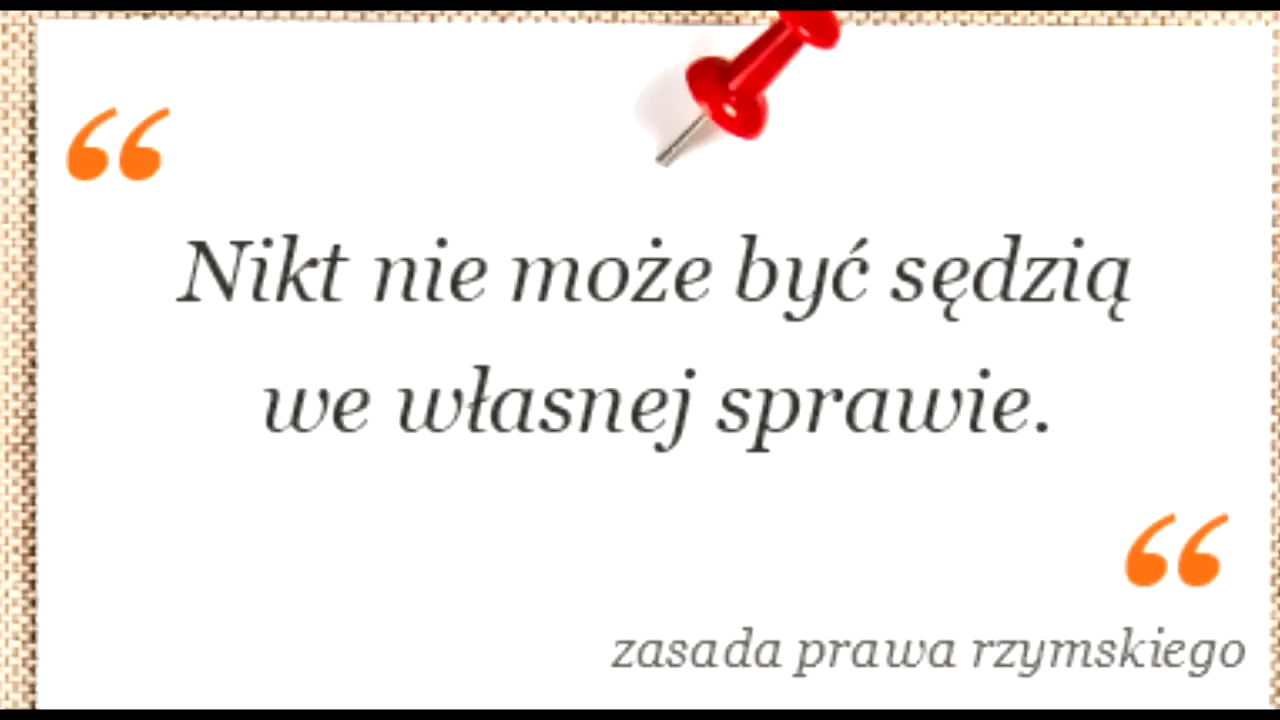 “
Nikt nie może być sędzią
we własnej sprawie.
“
zasada prawa rzymskiego